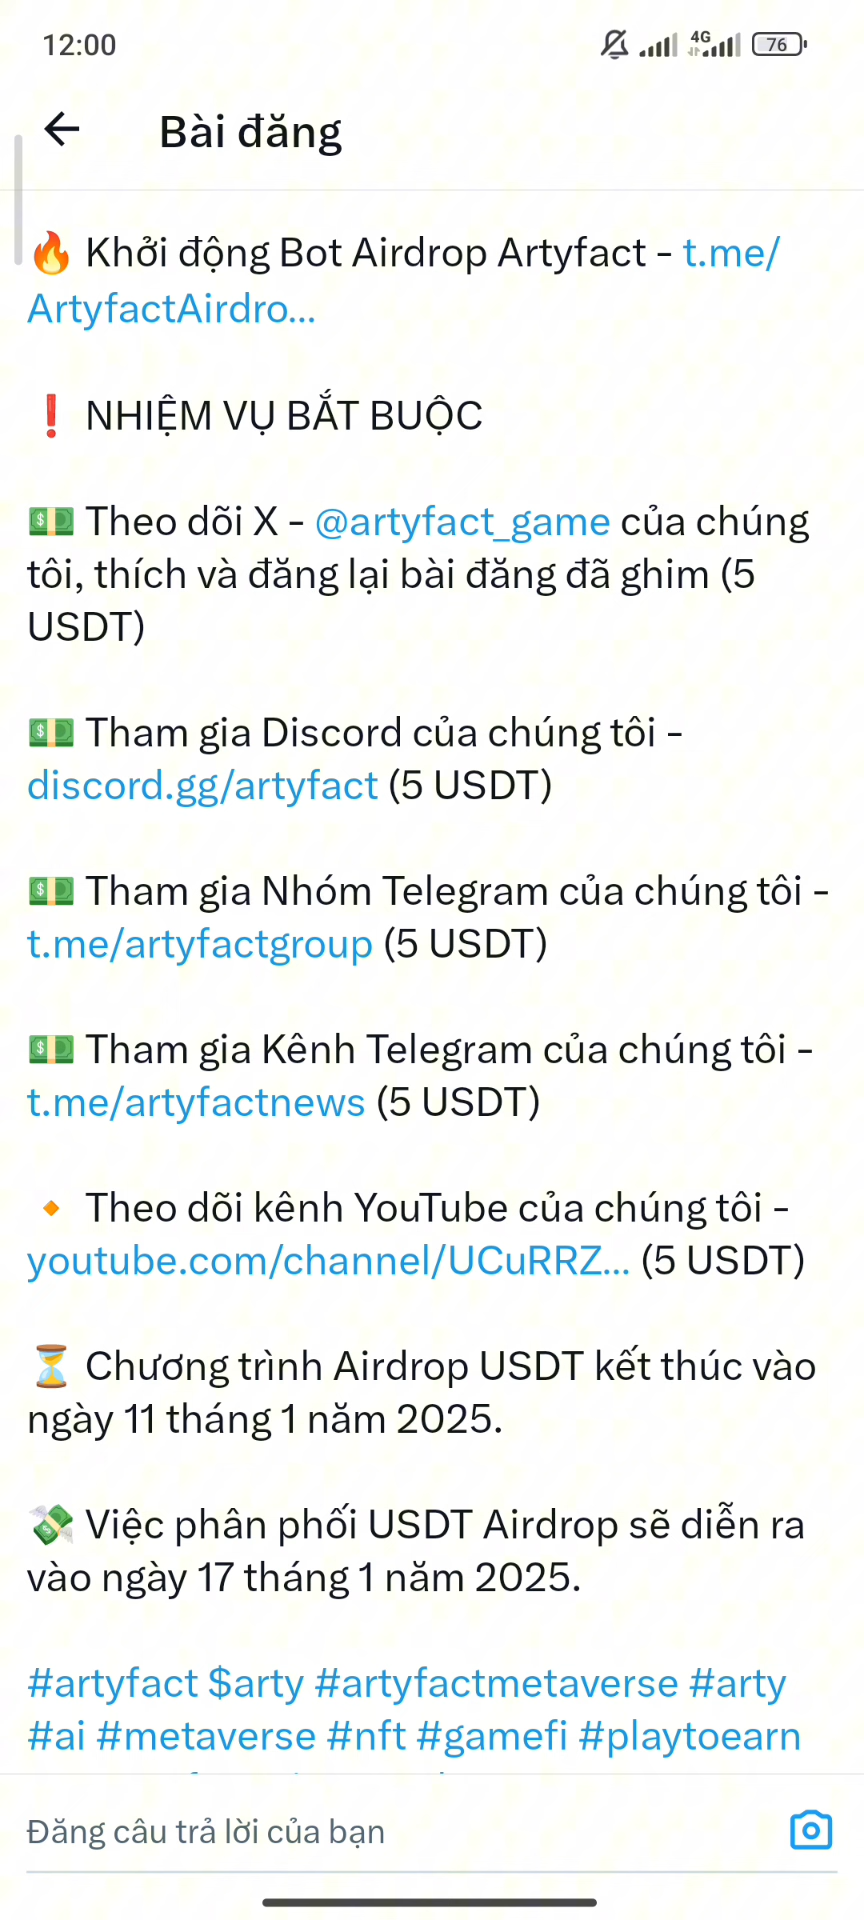 12:00
4G
76
Bài đăng
🔥 Khởi động Bot Airdrop Artyfact - t.me/
ArtyfactAirdro...
❗ NHIỆM VỤ BẮT BUỘC
💵 Theo dõi X - @artyfact_game của chúng
tôi, thích và đăng lại bài đăng đã ghim (5
USDT)
💵 Tham gia Discord của chúng tôi -
discord.gg/artyfact (5 USDT)
💵 Tham gia Nhóm Telegram của chúng tôi -
t.me/artyfactgroup (5 USDT)
💵 Tham gia Kênh Telegram của chúng tôi -
t.me/artyfactnews (5 USDT)
🔸 Theo dõi kênh YouTube của chúng tôi -
youtube.com/channel/UCuRRZ... (5 USDT)
⏳ Chương trình Airdrop USDT kết thúc vào
ngày 11 tháng 1 năm 2025.
💸 Việc phân phối USDT Airdrop sẽ diễn ra
vào ngày 17 tháng 1 năm 2025.
#artyfact $arty #artyfactmetaverse #arty
#ai #metaverse #nft #gamefi #playtoearn
Đăng câu trả lời của bạn